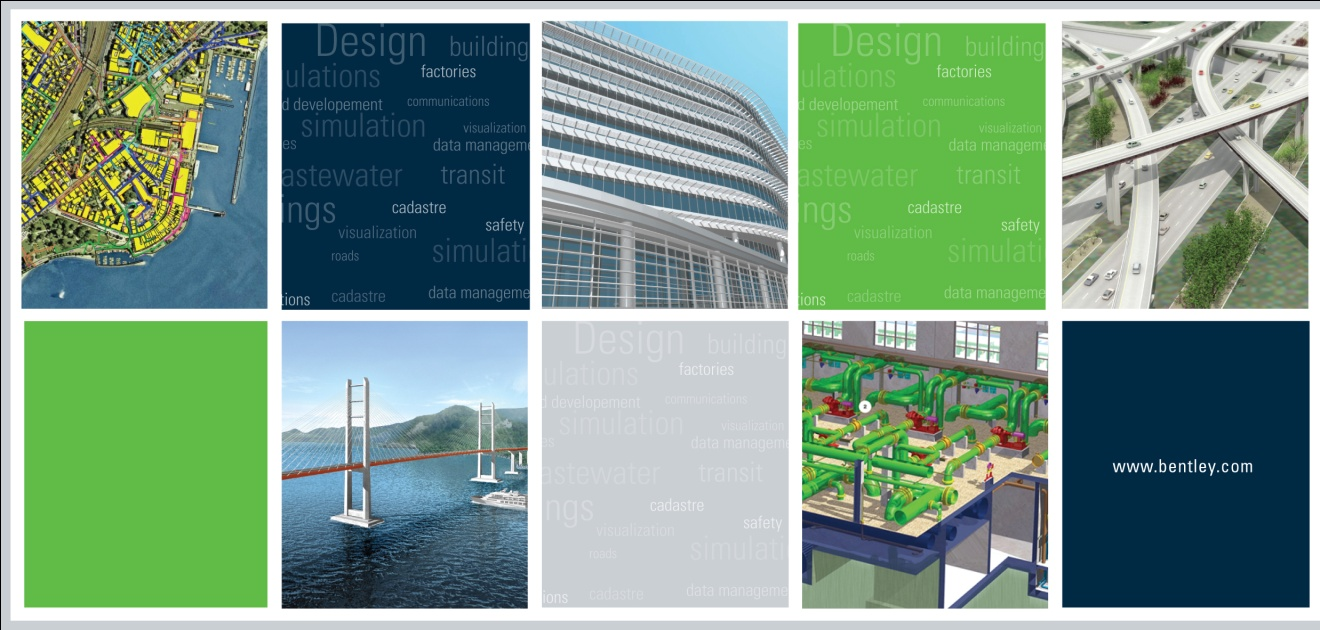 Design
building
ulations
factories
d developement
communications
simulation
visualization
es
data manageme
astewater
transit
ings
cadastre
safety
visualization
simulati
roads
tions
cadastre
data manageme
Design
building
ulations
factories
d developement
communications
simulation
visualization
es
data manageme
astewater
transit
ings
cadastre
safety
visualization
simulati
roads
tions
cadastre
data manageme
Design
building
ulations
factories
d developement
communications
simulation
visualization
es
data manageme
astewater
transit
ngs
cadastre
safety
visualization
simulati
roads
ions
cadastre
data manageme
2
www.bentley.com